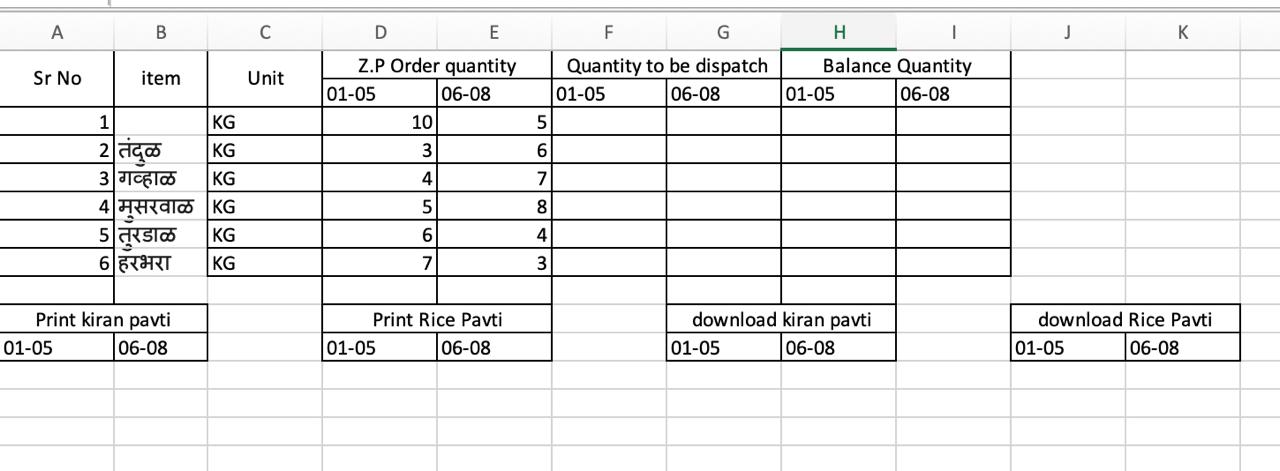 A B C D E F G H I J K
Sr No item Unit Z.P Order quantity Quantity to be dispatch Balance Quantity
01-05 06-08 01-05 06-08 01-05 06-08
1 KG 10 5
2 तंदुळ KG 3 6
3 गव्हाळ KG 4 7
4 मुसरवाळ KG 5 8
5 तुरडाळ KG 6 4
6 हरभरा KG 7 3
Print kiran pavti Print Rice Pavti download kiran pavti download Rice Pavti
01-05 06-08 01-05 06-08 01-05 06-08 01-05 06-08